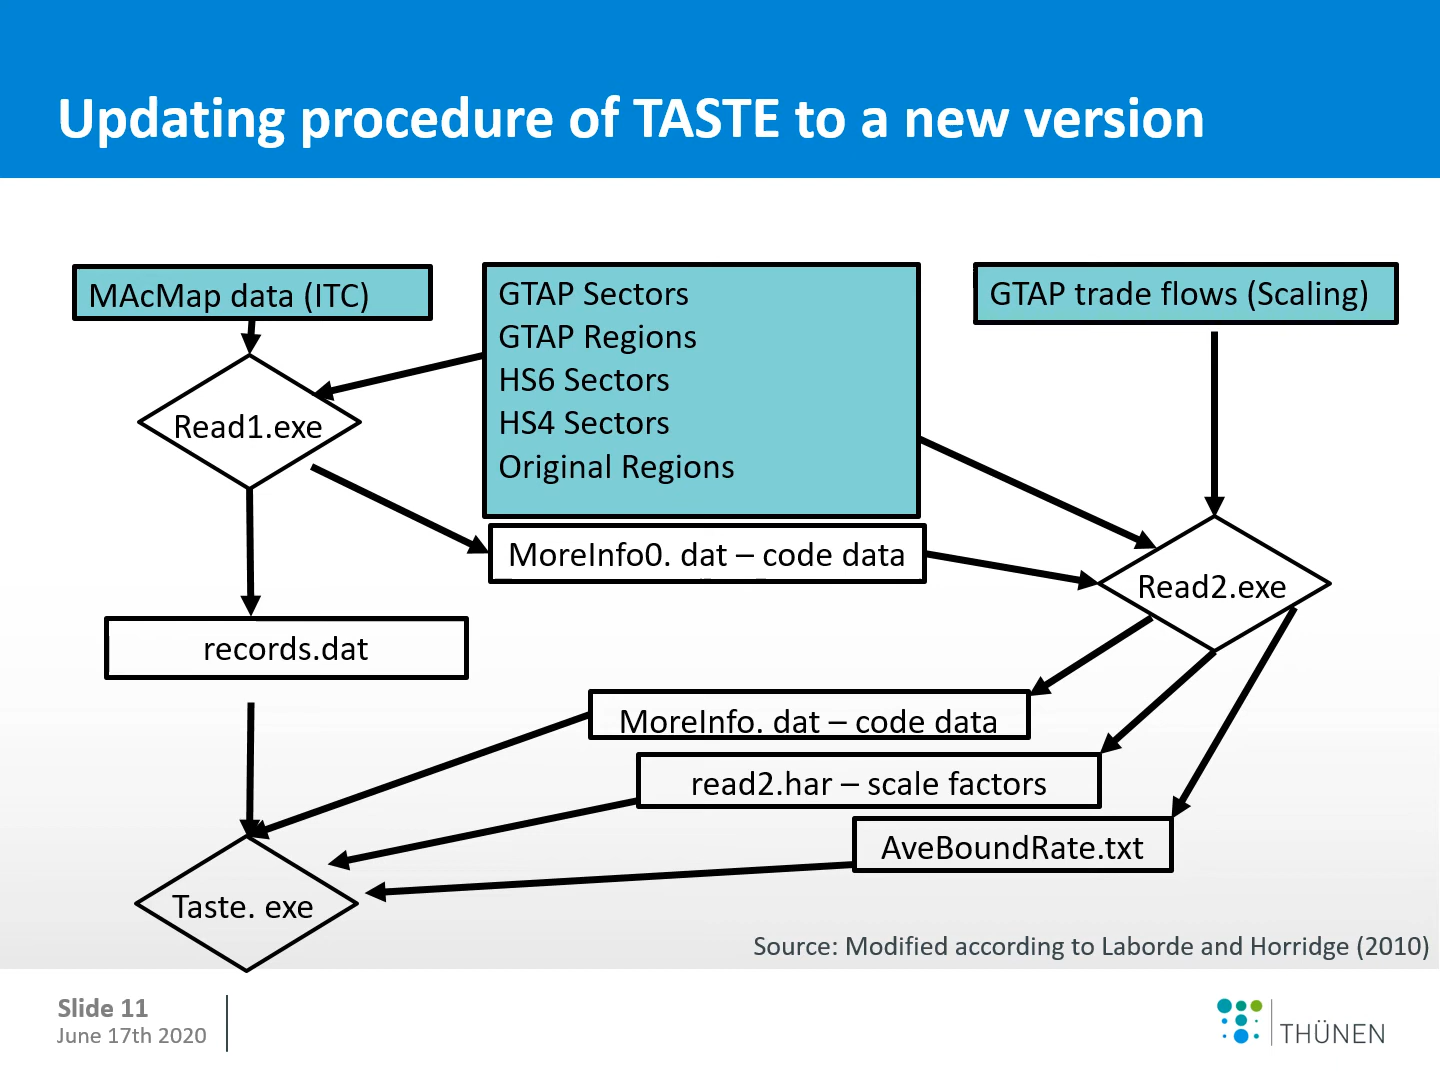 Updating procedure of TASTE to a new version
MAcMap data (ITC)
GTAP Sectors
GTAP Regions
HS6 Sectors
HS4 Sectors
Original Regions
GTAP trade flows (Scaling)
Read1.exe
MoreInfo0. dat – code data
Read2.exe
records.dat
MoreInfo. dat – code data
read2.har – scale factors
AveBoundRate.txt
Taste. exe
Source: Modified according to Laborde and Horridge (2010)
Slide 11
June 17th 2020
THÜNEN